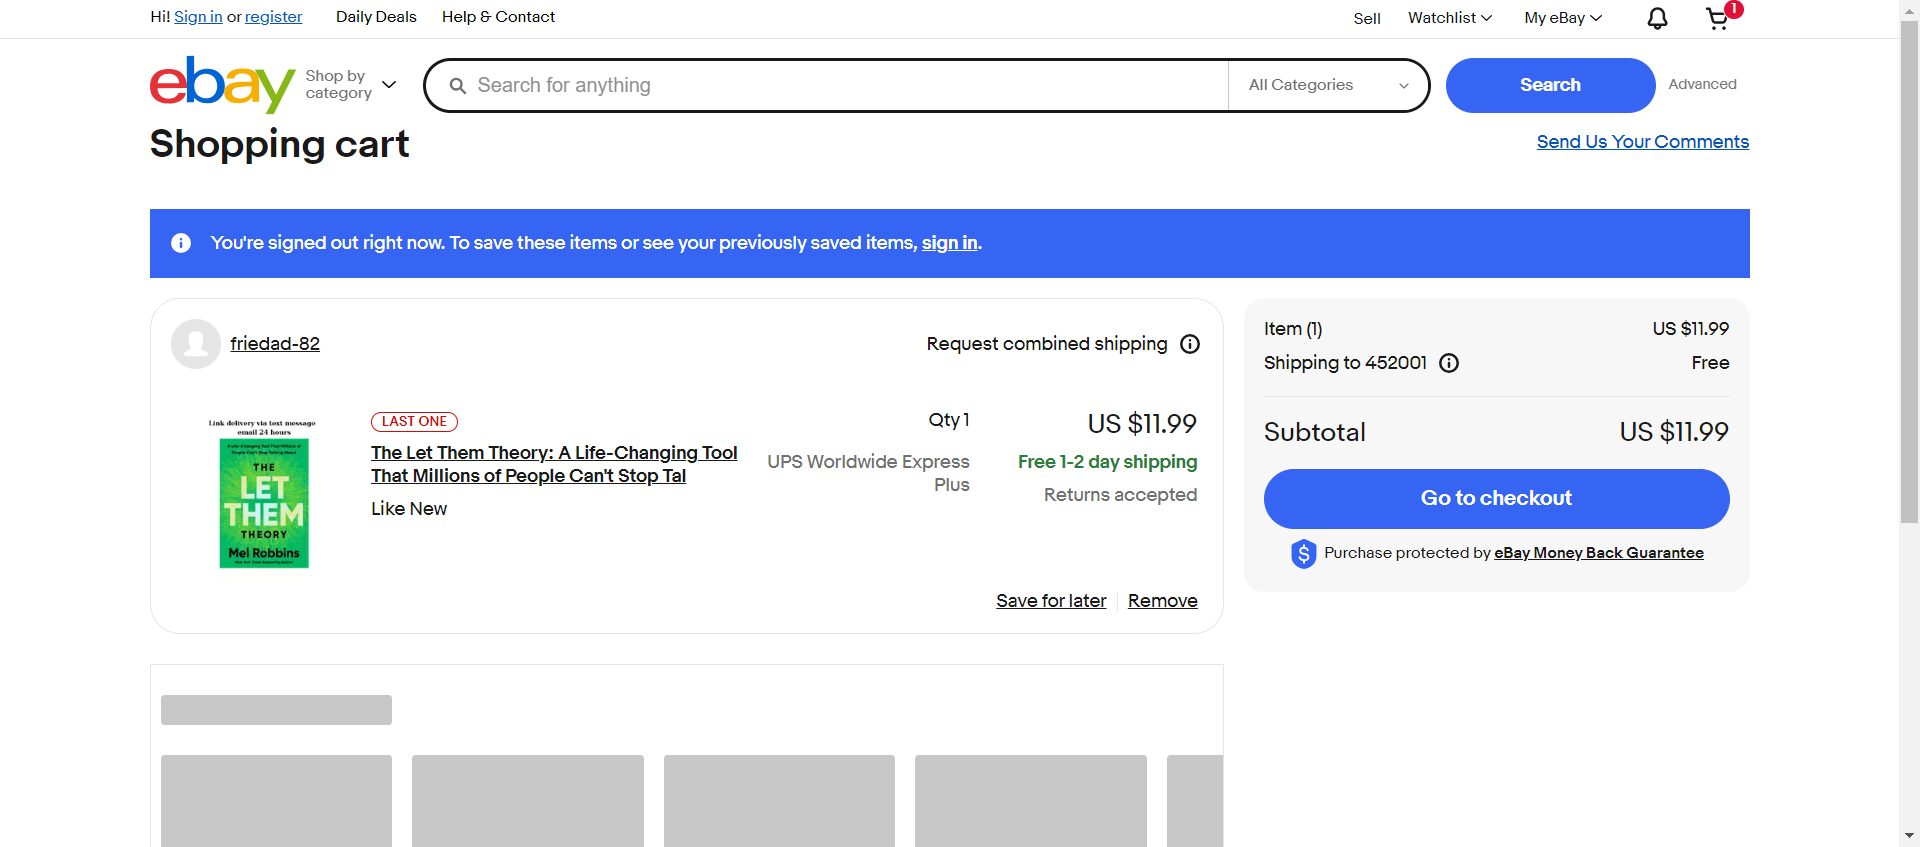 Hi! Sign in or register
Daily Deals
Help & Contact
Sell
Watchlist
My eBay
1
ebay
Shop by
category
Search for anything
All Categories
Search
Advanced
Shopping cart
Send Us Your Comments
You're signed out right now. To save these items or see your previously saved items, sign in.
friedad-82
Request combined shipping
Link delivery via text message
email 24 hours
THE
LET
THEM
THEORY
Mel Robbins
LAST ONE
The Let Them Theory: A Life-Changing Tool
That Millions of People Can't Stop Tal
Like New
Qty 1
UPS Worldwide Express
Plus
US $11.99
Free 1-2 day shipping
Returns accepted
Save for later
Remove
Item (1)
US $11.99
Shipping to 452001
Free
Subtotal
US $11.99
Go to checkout
Purchase protected by eBay Money Back Guarantee